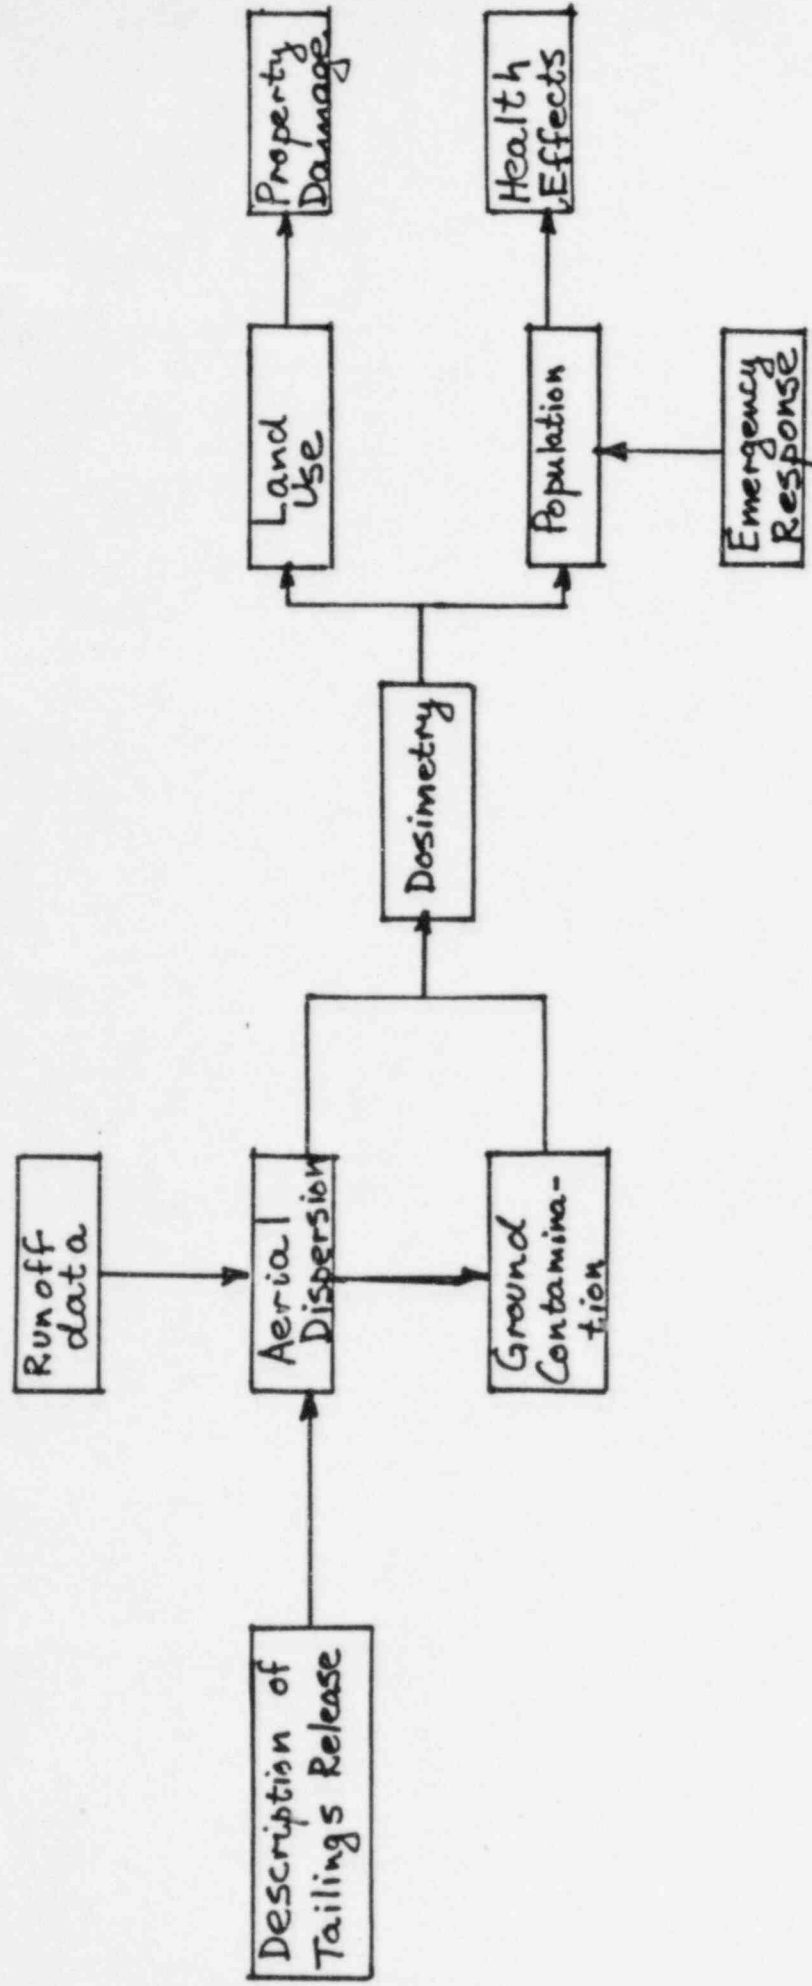 Runoff
data
Description of
Tailings Release
Aerial
Dispersion
Ground
Contamina-
tion
Dosimetry
Land
Use
Property
Damage
Population
Health
Effects
Emergency
Response